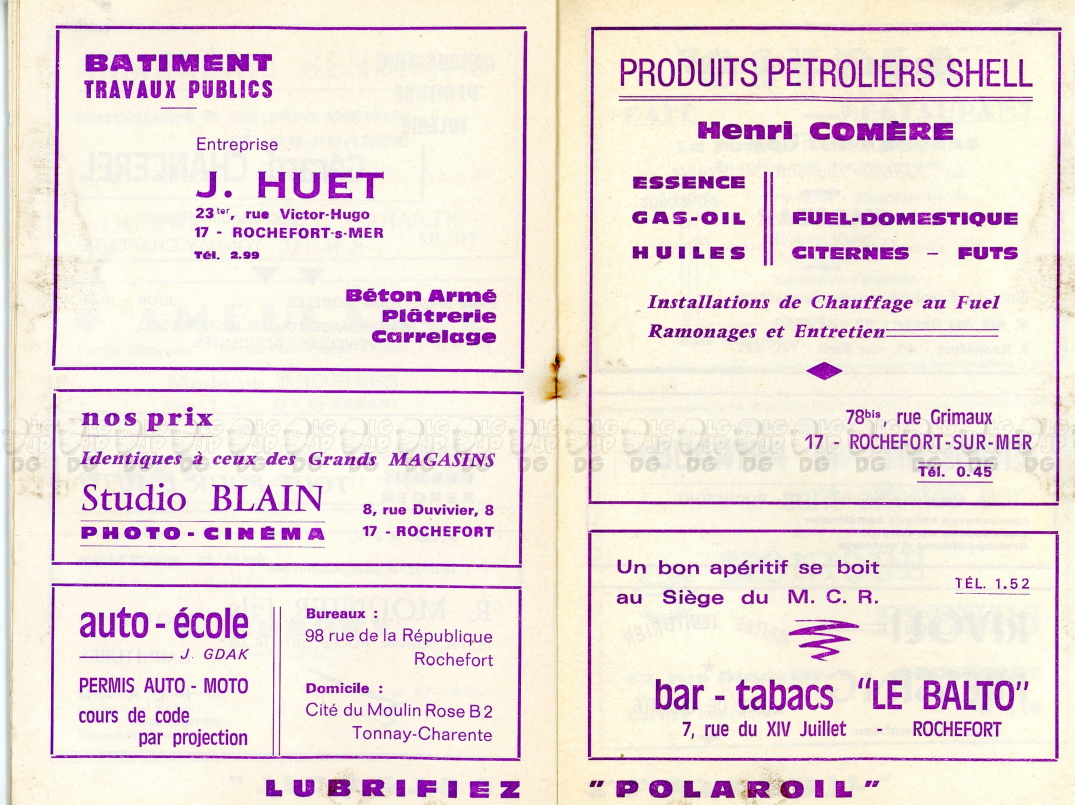 BATIMENT
TRAVAUX PUBLICS
Entreprise
J. HUET
23ter, rue Victor-Hugo
17 - ROCHEFORT-s-MER
Tél. 2.99
Béton Armé
Plâtrerie
Carrelage
nos prix
Identiques à ceux des Grands MAGASINS
Studio BLAIN
PHOTO-CINÉMA
8, rue Duvivier, 8
17 - ROCHEFORT
auto-école
J. GDAK
PERMIS AUTO - MOTO
cours de code
par projection
Bureaux :
98 rue de la République
Rochefort
Domicile :
Cité du Moulin Rose B 2
Tonnay-Charente
LUBRIFIEZ
PRODUITS PETROLIERS SHELL
Henri COMÈRE
ESSENCE
GAS-OIL
HUILES
FUEL-DOMESTIQUE
CITERNES – FUTS
Installations de Chauffage au Fuel
Ramonages et Entretien
78bis, rue Grimaux
17 - ROCHEFORT-SUR-MER
Tél. 0.45
Un bon apéritif se boit
au Siège du M. C. R.
TÉL. 1.52
bar - tabacs "LE BALTO"
7, rue du XIV Juillet - ROCHEFORT
"POLAROIL"